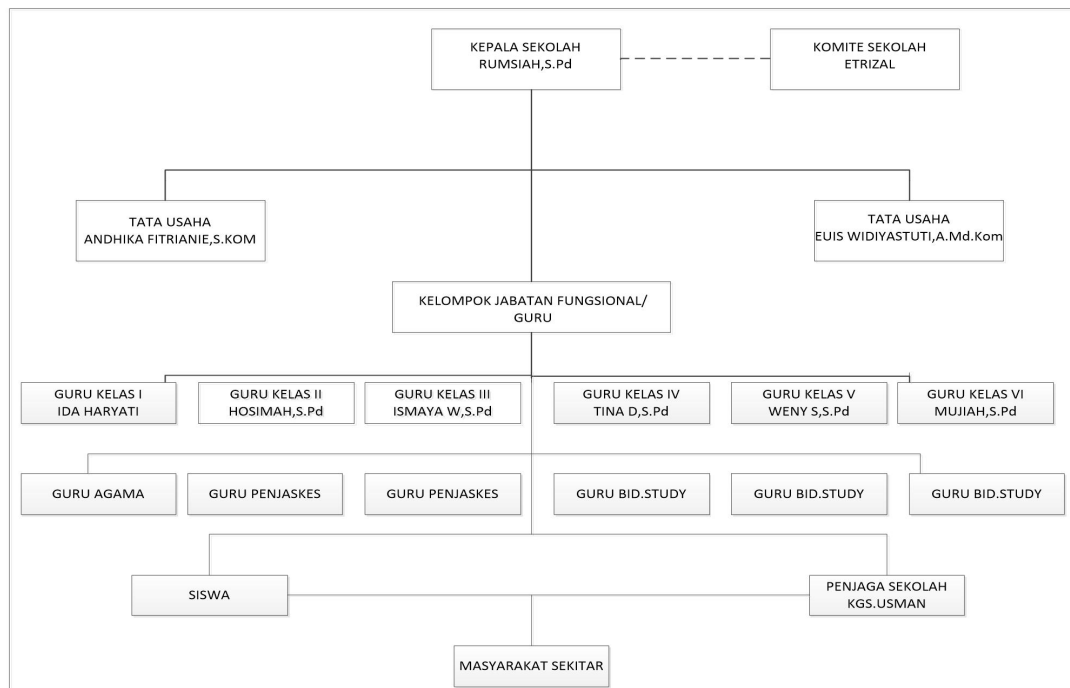 KEPALA SEKOLAH
RUMSIAH,S.Pd
KOMITE SEKOLAH
ETRIZAL
TATA USAHA
ANDHIKA FITRIANIE,S.KOM
TATA USAHA
EUIS WIDIYASTUTI,A.Md.Kom
KELOMPOK JABATAN FUNGSIONAL/
GURU
GURU KELAS I
IDA HARYATI
GURU KELAS II
HOSIMAH,S.Pd
GURU KELAS III
ISMAYA W,S.Pd
GURU KELAS IV
TINA D,S.Pd
GURU KELAS V
WENY S,S.Pd
GURU KELAS VI
MUJIAH,S.Pd
GURU AGAMA
GURU PENJASKES
GURU PENJASKES
GURU BID.STUDY
GURU BID.STUDY
GURU BID.STUDY
SISWA
PENJAGA SEKOLAH
KGS.USMAN
MASYARAKAT SEKITAR